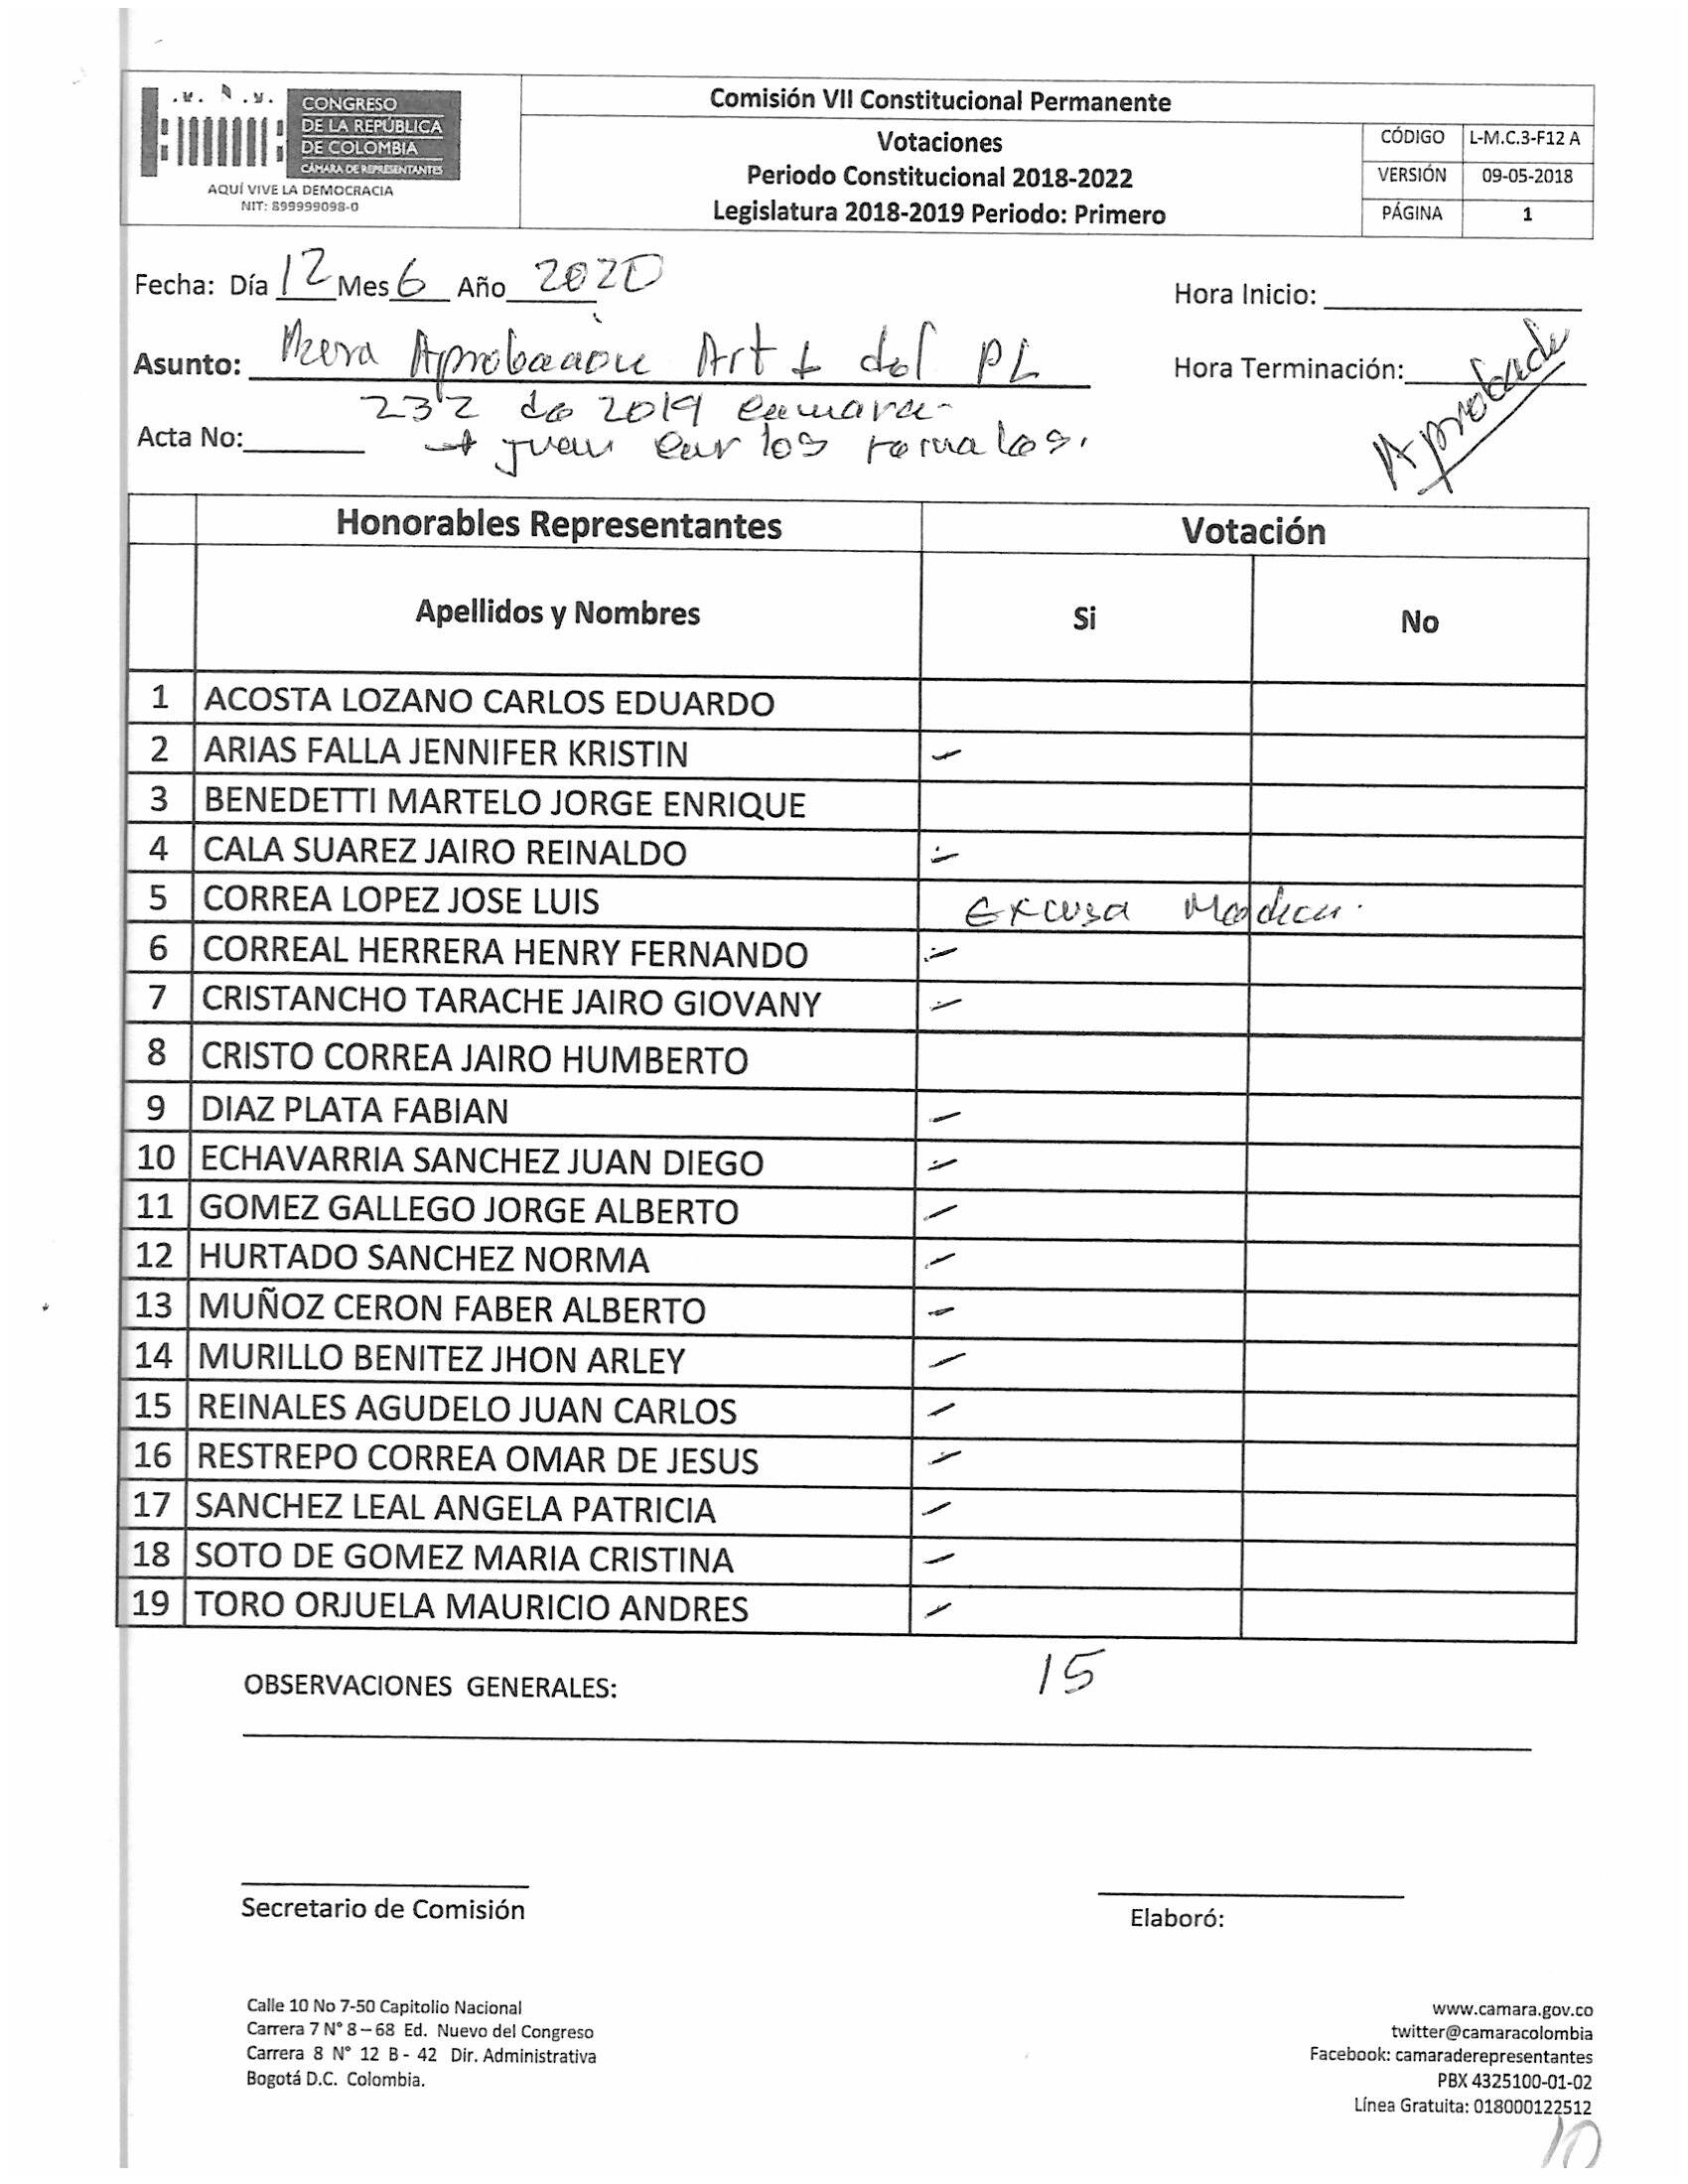 CONGRESO
DE LA REPÚBLICA
DE COLOMBIA
CÁMARA DE REPRESENTANTES
AQUÍ VIVE LA DEMOCRACIA
NIT: 899999098-0
Comisión VII Constitucional Permanente
Votaciones
Periodo Constitucional 2018-2022
Legislatura 2018-2019 Periodo: Primero
CÓDIGO L-M.C.3-F12 A
VERSIÓN 09-05-2018
PÁGINA 1
Fecha: Día 12 Mes 6 Año 2020
Hora Inicio:
Asunto: Aprobación Art 1 del PL
232 de 2019 camara-
Hora Terminación:
Aprobado
Acta No:
+ Juan Carlos
Honorables Representantes Votación
Apellidos y Nombres Si No
1 ACOSTA LOZANO CARLOS EDUARDO
2 ARIAS FALLA JENNIFER KRISTIN
3 BENEDETTI MARTELO JORGE ENRIQUE
4 CALA SUAREZ JAIRO REINALDO
5 CORREA LOPEZ JOSE LUIS Excusa Medica.
6 CORREAL HERRERA HENRY FERNANDO
7 CRISTANCHO TARACHE JAIRO GIOVANY
8 CRISTO CORREA JAIRO HUMBERTO
9 DIAZ PLATA FABIAN
10 ECHAVARRIA SANCHEZ JUAN DIEGO
11 GOMEZ GALLEGO JORGE ALBERTO
12 HURTADO SANCHEZ NORMA
13 MUÑOZ CERON FABER ALBERTO
14 MURILLO BENITEZ JHON ARLEY
15 REINALES AGUDELO JUAN CARLOS
16 RESTREPO CORREA OMAR DE JESUS
17 SANCHEZ LEAL ANGELA PATRICIA
18 SOTO DE GOMEZ MARIA CRISTINA
19 TORO ORJUELA MAURICIO ANDRES
15
OBSERVACIONES GENERALES:
Secretario de Comisión
Elaboró:
Calle 10 No 7-50 Capitolio Nacional
Carrera 7 N° 8 – 68 Ed. Nuevo del Congreso
Carrera 8 N° 12 B - 42 Dir. Administrativa
Bogotá D.C. Colombia.
www.camara.gov.co
twitter@camaracolombia
Facebook: camaraderepresentantes
PBX 4325100-01-02
Línea Gratuita: 018000122512
10